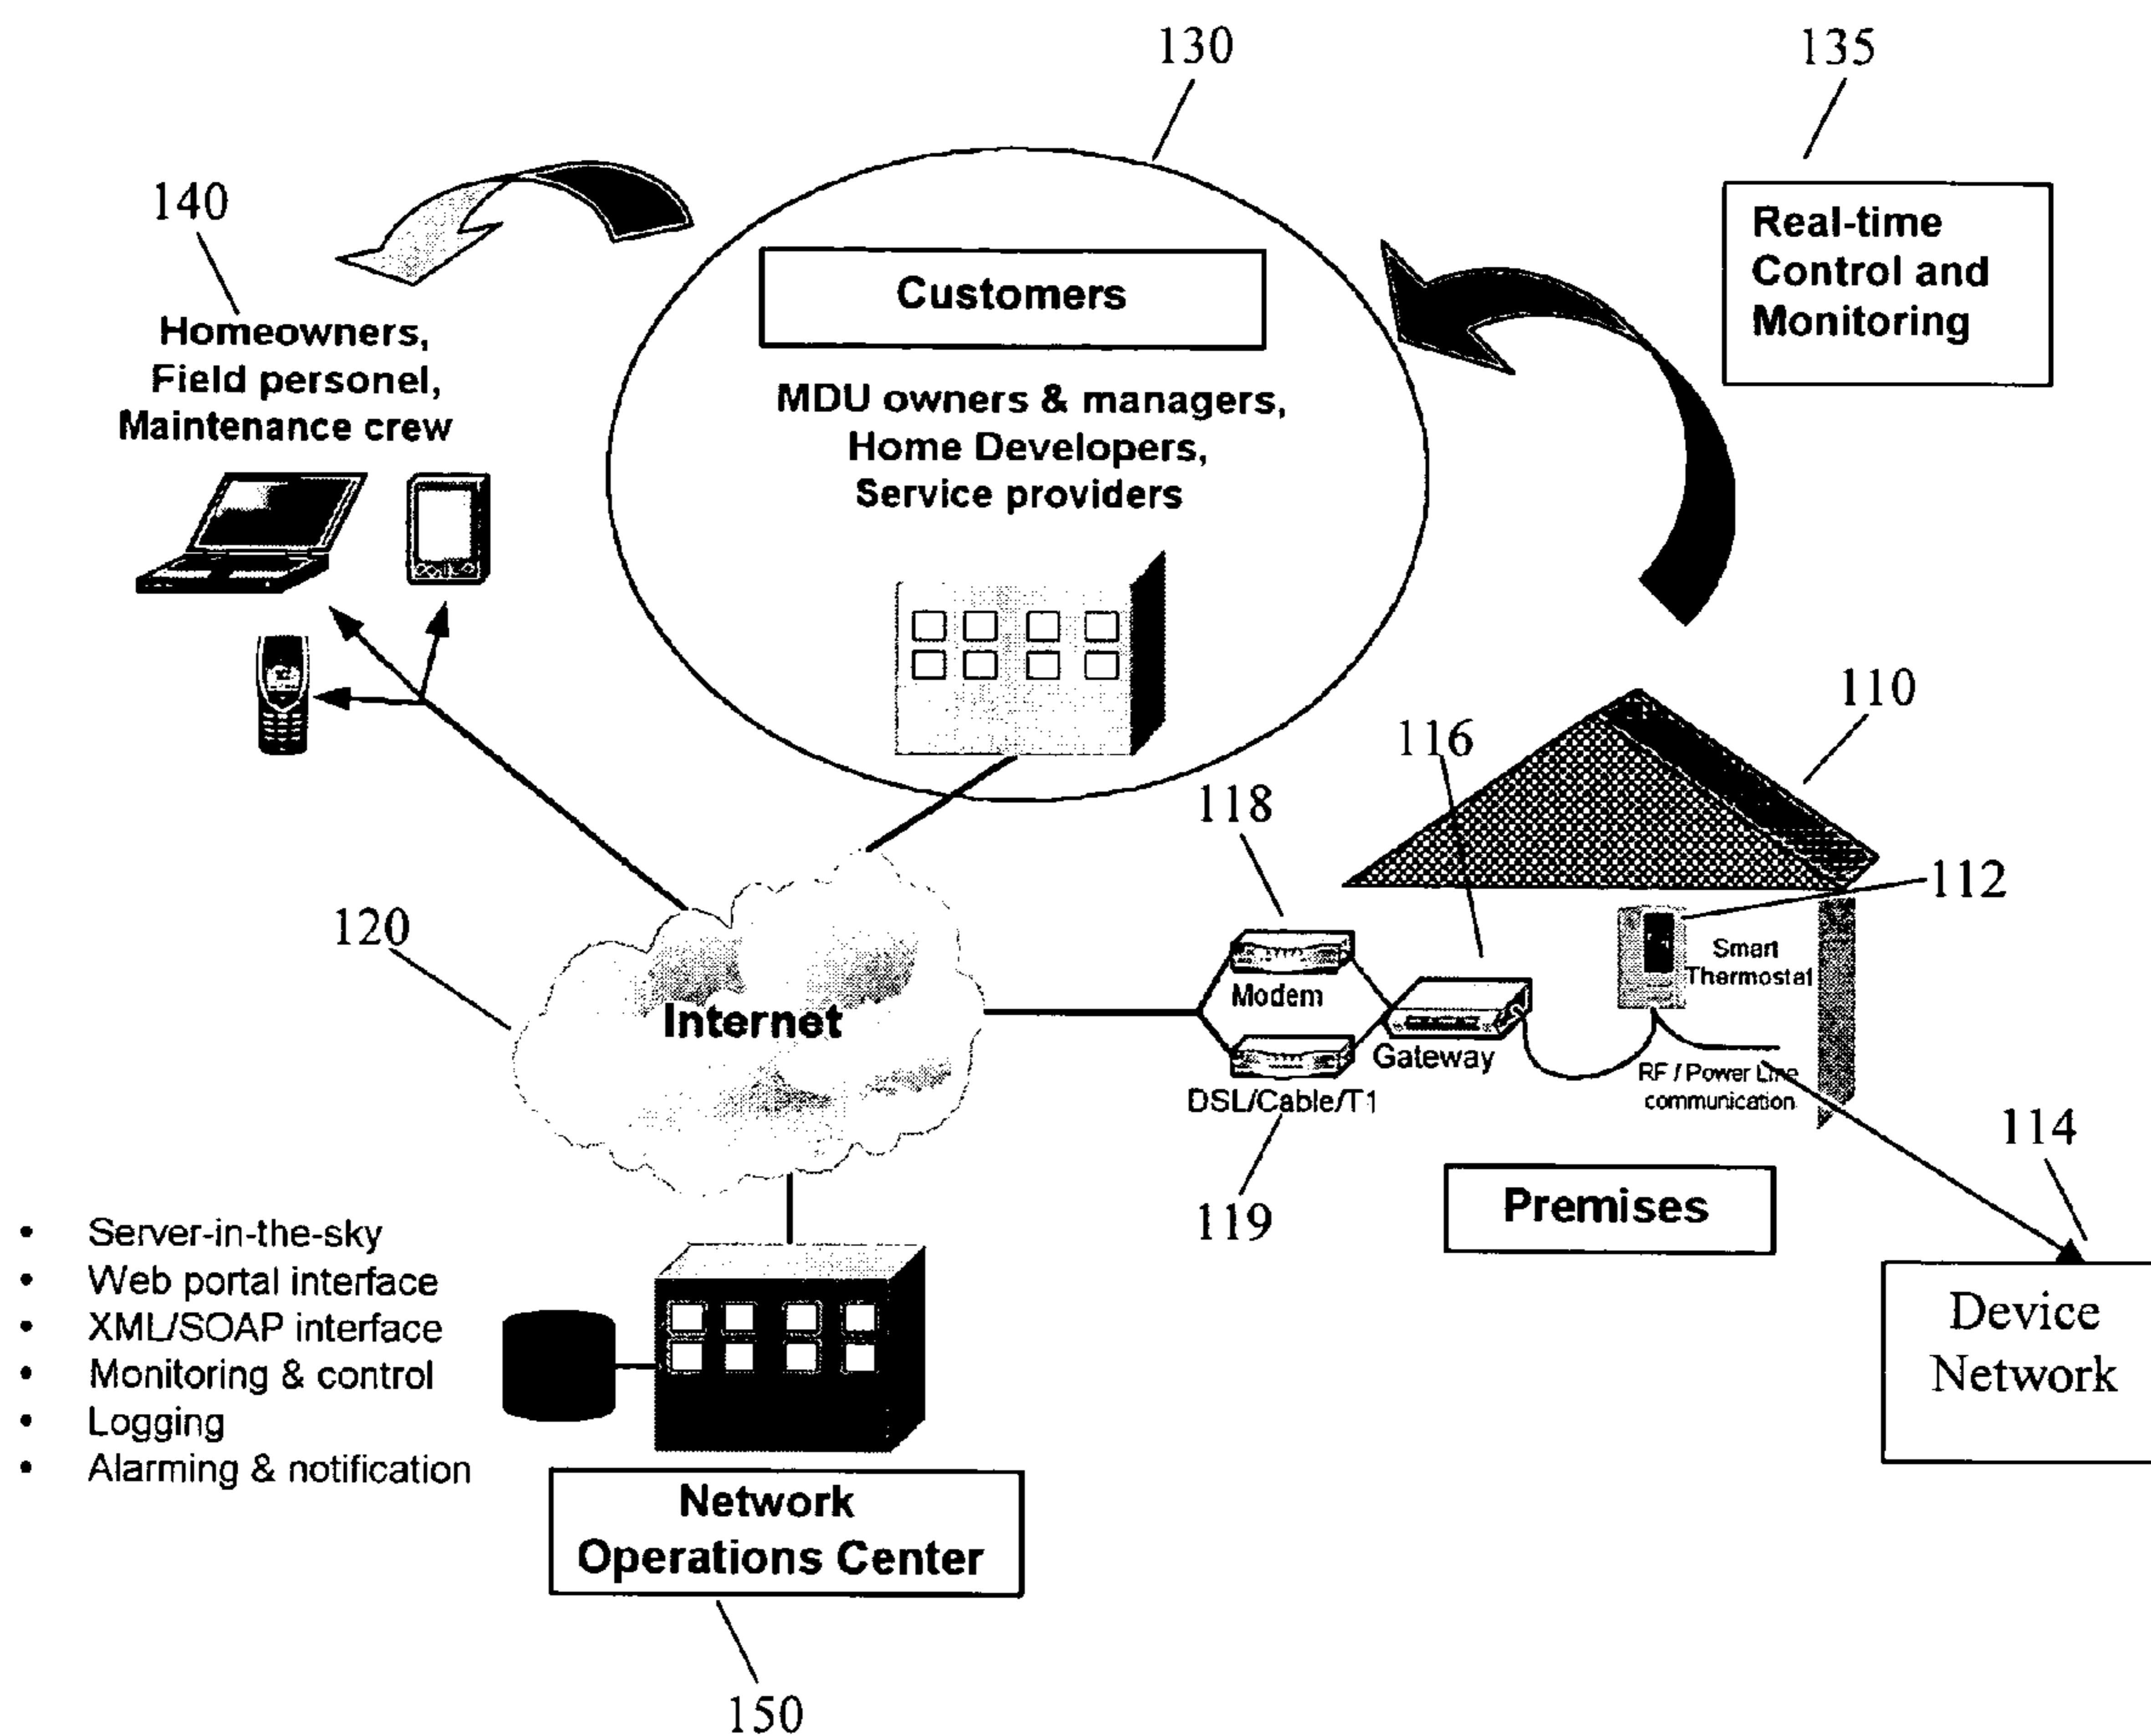 130
135
140
Real-time
Control and
Monitoring
Customers
Homeowners,
Field personel,
Maintenance crew
MDU owners & managers,
Home Developers,
Service providers
110
116
118
112
120
Smart
Thermostat
Modem
Internet
Gateway
RF / Power Line
communication
DSL/Cable/T1
114
119
Premises
• Server-in-the-sky
• Web portal interface
• XML/SOAP interface
• Monitoring & control
• Logging
• Alarming & notification
Device
Network
Network
Operations Center
150